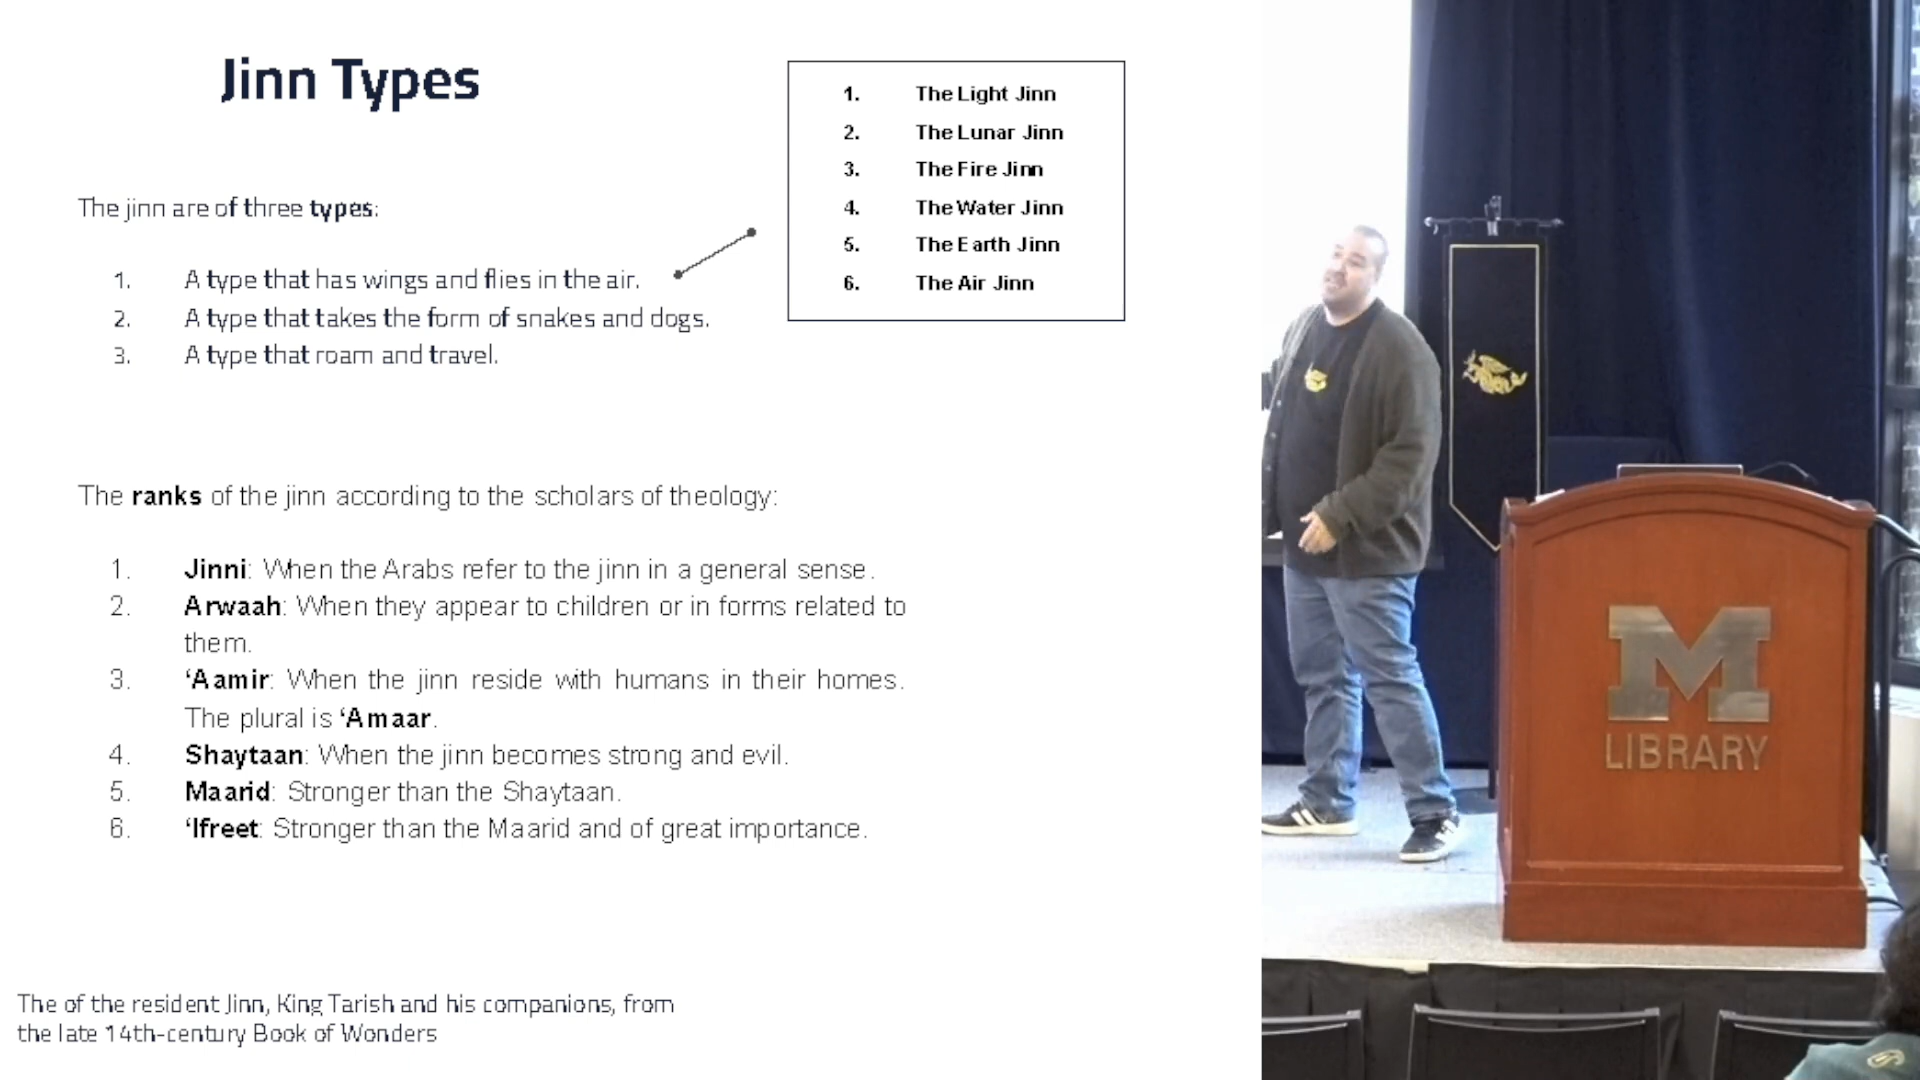 Jinn Types
The jinn are of three types:
1. A type that has wings and flies in the air.
2. A type that takes the form of snakes and dogs.
3. A type that roam and travel.
1. The Light Jinn
2. The Lunar Jinn
3. The Fire Jinn
4. The Water Jinn
5. The Earth Jinn
6. The Air Jinn
The ranks of the jinn according to the scholars of theology:
1. Jinni: When the Arabs refer to the jinn in a general sense.
2. Arwaah: When they appear to children or in forms related to
them.
3. ‘Aamir: When the jinn reside with humans in their homes.
The plural is ‘Amaar.
4. Shaytaan: When the jinn becomes strong and evil.
5. Maarid: Stronger than the Shaytaan.
6. ‘Ifreet: Stronger than the Maarid and of great importance.
The of the resident Jinn, King Tarish and his companions, from
the late 14th-century Book of Wonders
M
LIBRARY